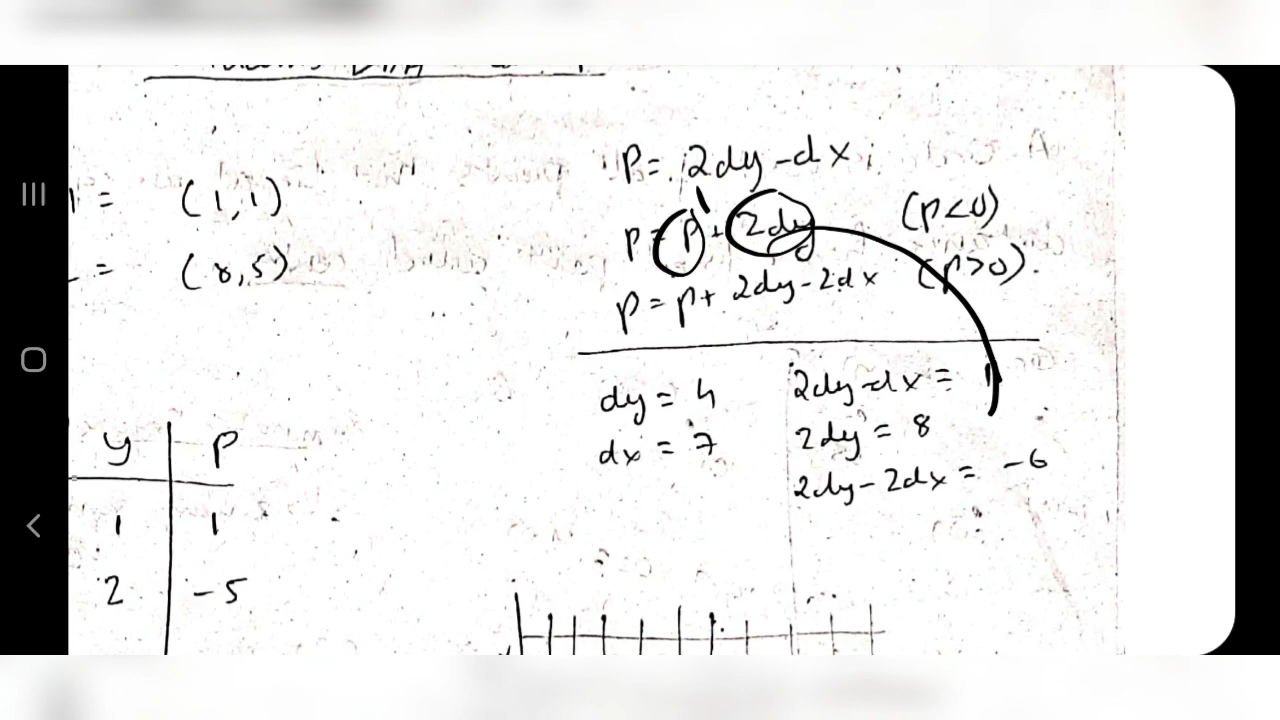 P = 2dy - dx
1 = (1,1)
p = p + 2dy (p<0)
= (8,5)
p = p + 2dy - 2dx (p>0)
dy = 4
dx = 7
2dy - dx = 1
2dy = 8
2dy - 2dx = -6
y p
1 1
2 -5